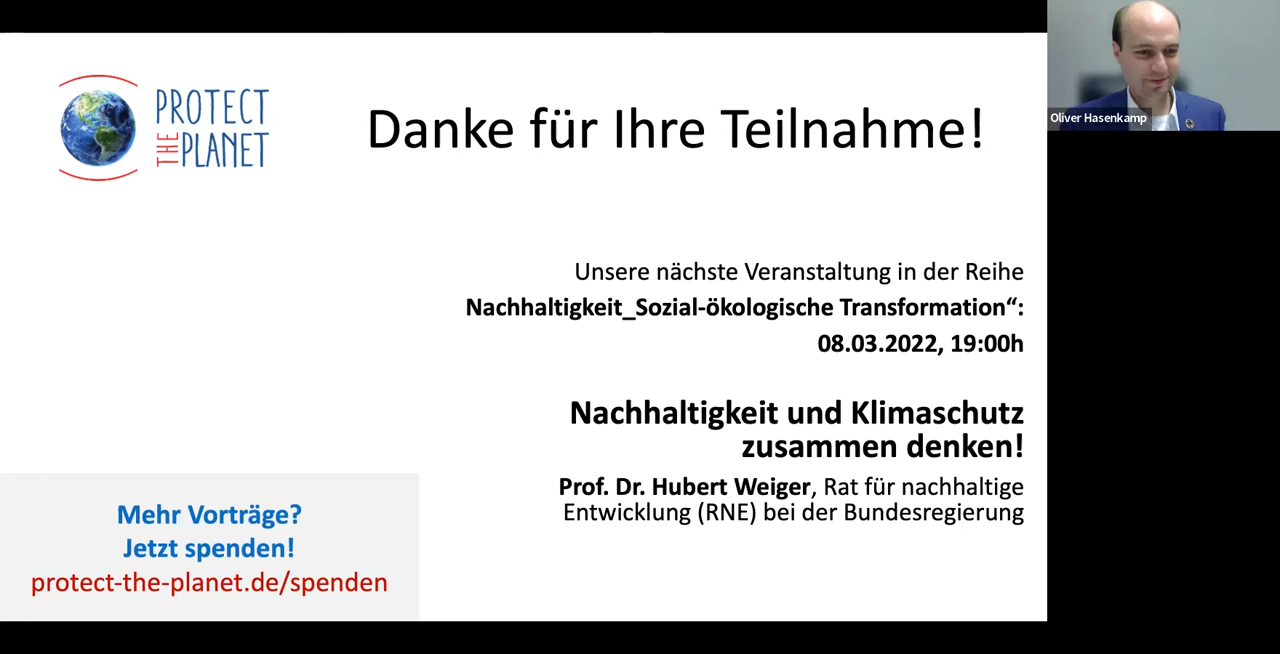 PROTECT
THE PLANET
Danke für Ihre Teilnahme!
Oliver Hasenkamp
Unsere nächste Veranstaltung in der Reihe
Nachhaltigkeit_Sozial-ökologische Transformation“:
08.03.2022, 19:00h
Nachhaltigkeit und Klimaschutz
zusammen denken!
Prof. Dr. Hubert Weiger, Rat für nachhaltige
Entwicklung (RNE) bei der Bundesregierung
Mehr Vorträge?
Jetzt spenden!
protect-the-planet.de/spenden